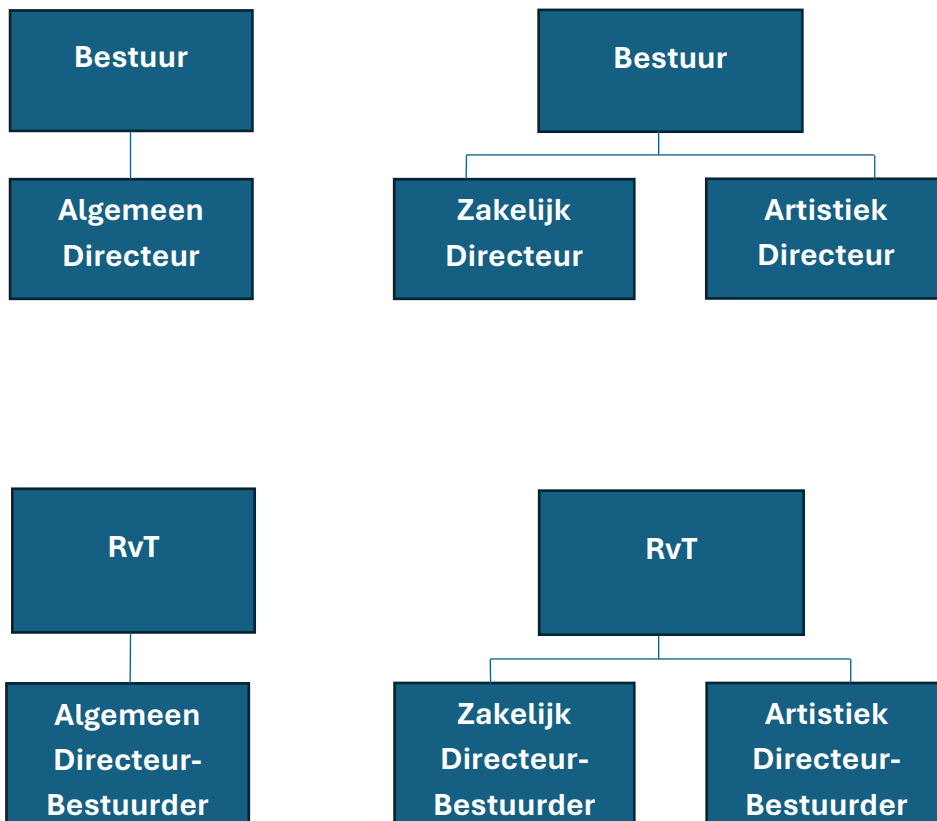 Bestuur
Algemeen
Directeur
Bestuur
Zakelijk
Directeur
Artistiek
Directeur
RvT
Algemeen
Directeur-
Bestuurder
RvT
Zakelijk
Directeur-
Bestuurder
Artistiek
Directeur-
Bestuurder